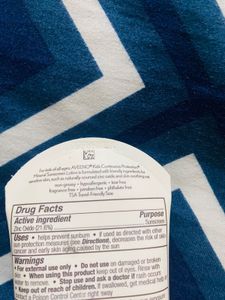 For kids of all ages, AVEENO® Kids Continuous Protection®
Mineral Sunscreen Lotion is formulated with friendly ingredients for
sensitive skin, such as naturally sourced zinc oxide and skin soothing oat.
non-greasy • hypoallergenic • tear free
fragrance free • paraben free • phthalate free
TSA Travel-Friendly Size
Drug Facts
Active ingredient Purpose
Zinc Oxide (21.6%) Sunscreen
Uses • helps prevent sunburn • if used as directed with other
sun protection measures (see Directions), decreases the risk of skin
cancer and early skin aging caused by the sun
Warnings
• For external use only • Do not use on damaged or broken
• When using this product keep out of eyes. Rinse with
water to remove. • Stop use and ask a doctor if rash occurs
• Keep out of reach of children. If swallowed, get medical help
contact a Poison Control Center right away